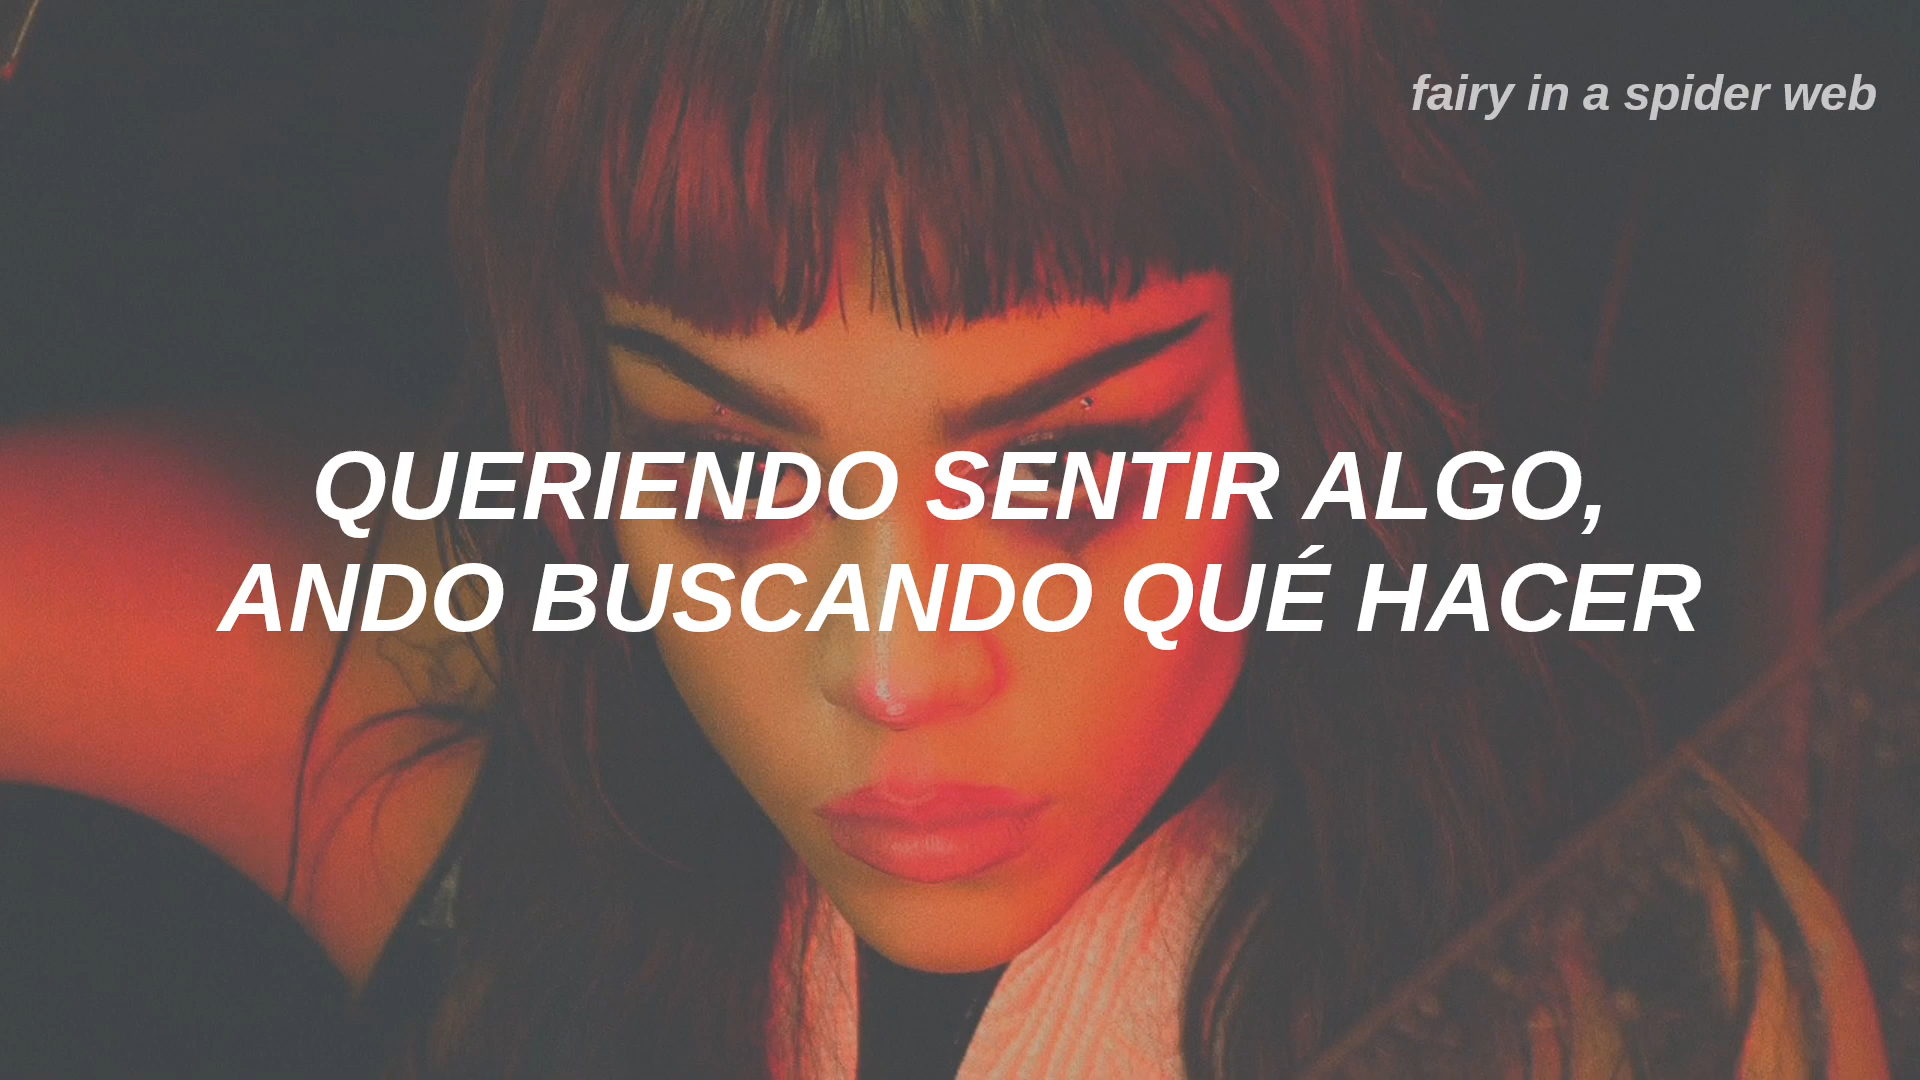 fairy in a spider web
QUERIENDO SENTIR ALGO,
ANDO BUSCANDO QUÉ HACER